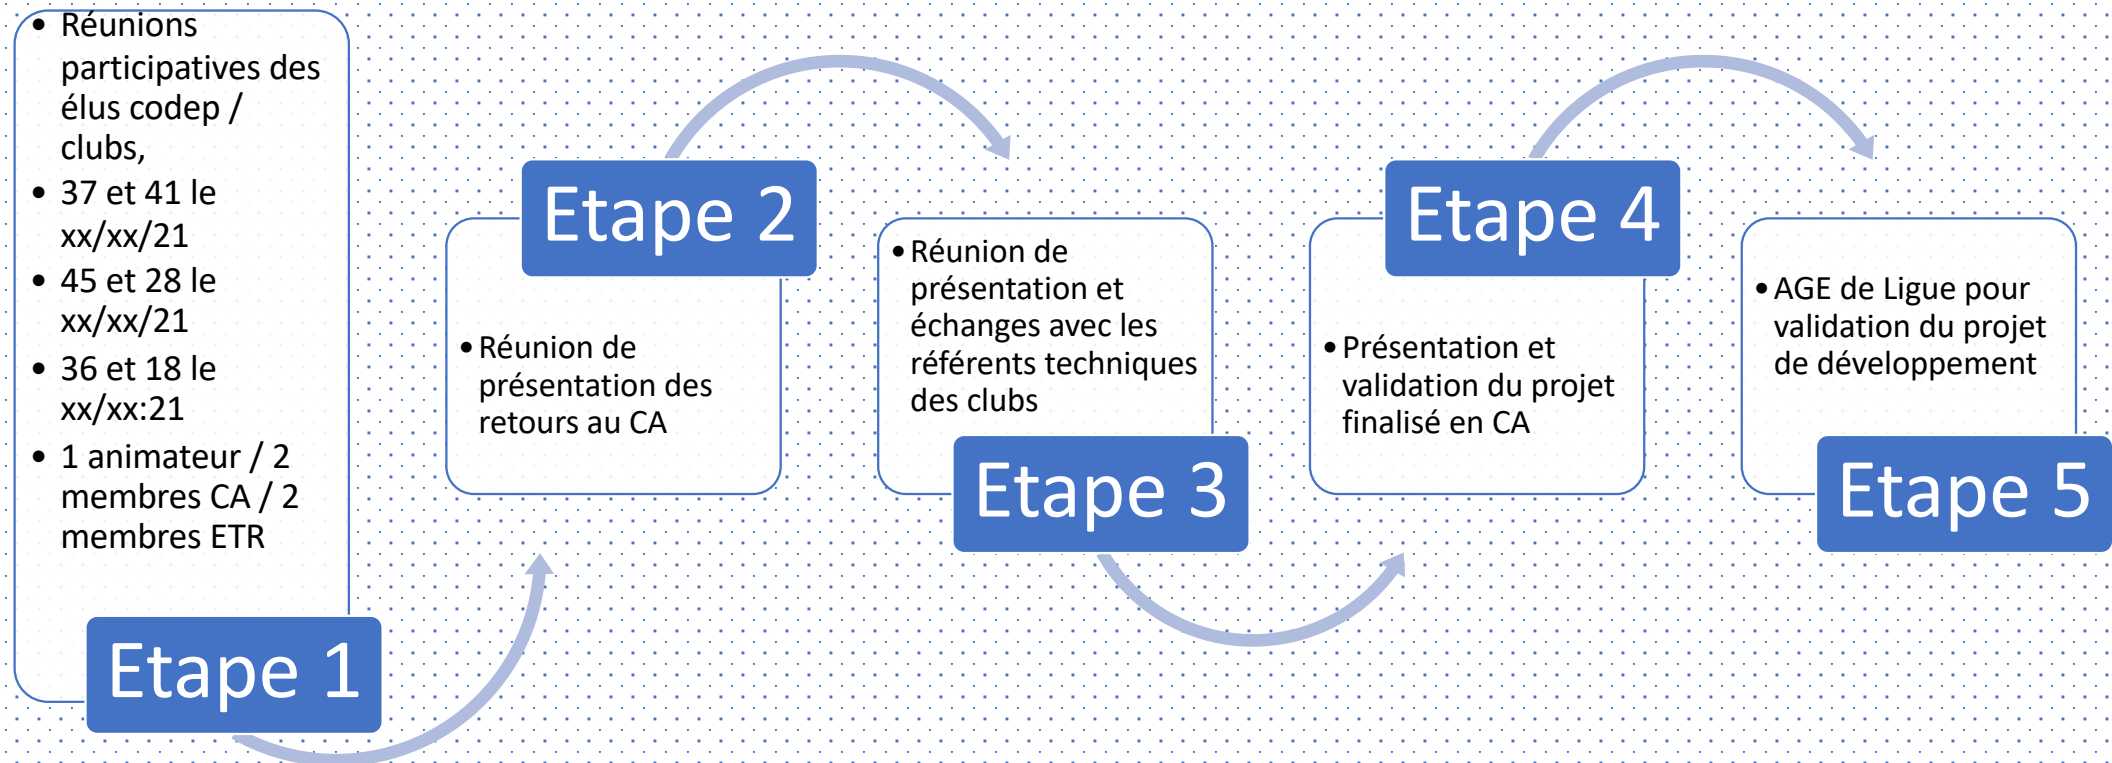 • Réunions
participatives des
élus codep /
clubs,
• 37 et 41 le
xx/xx/21
• 45 et 28 le
xx/xx/21
• 36 et 18 le
xx/xx:21
• 1 animateur / 2
membres CA / 2
membres ETR
Etape 1
Etape 2
• Réunion de
présentation des
retours au CA
• Réunion de
présentation et
échanges avec les
référents techniques
des clubs
Etape 3
Etape 4
• Présentation et
validation du projet
finalisé en CA
• AGE de Ligue pour
validation du projet
de développement
Etape 5